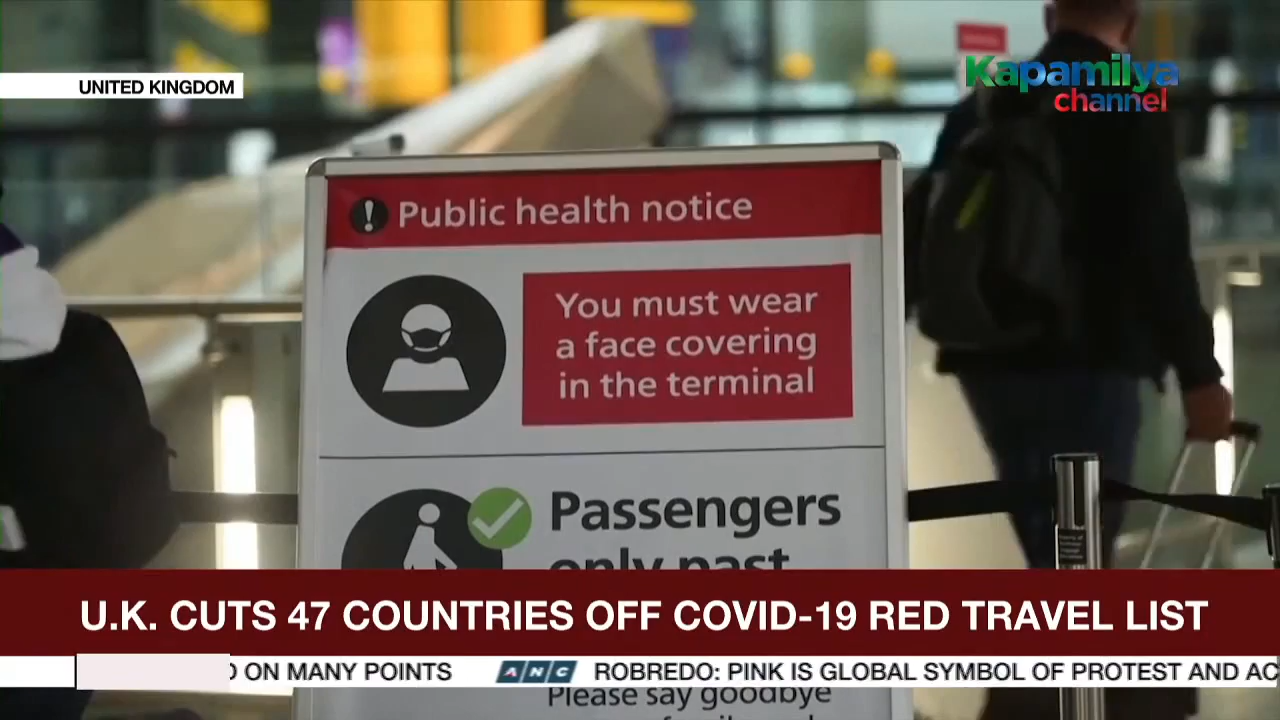 UNITED KINGDOM
Kapamilya
channel
! Public health notice
You must wear
a face covering
in the terminal
Passengers
only past
U.K. CUTS 47 COUNTRIES OFF COVID-19 RED TRAVEL LIST
ON MANY POINTS ANC ROBREDO: PINK IS GLOBAL SYMBOL OF PROTEST AND
Please say goodbye